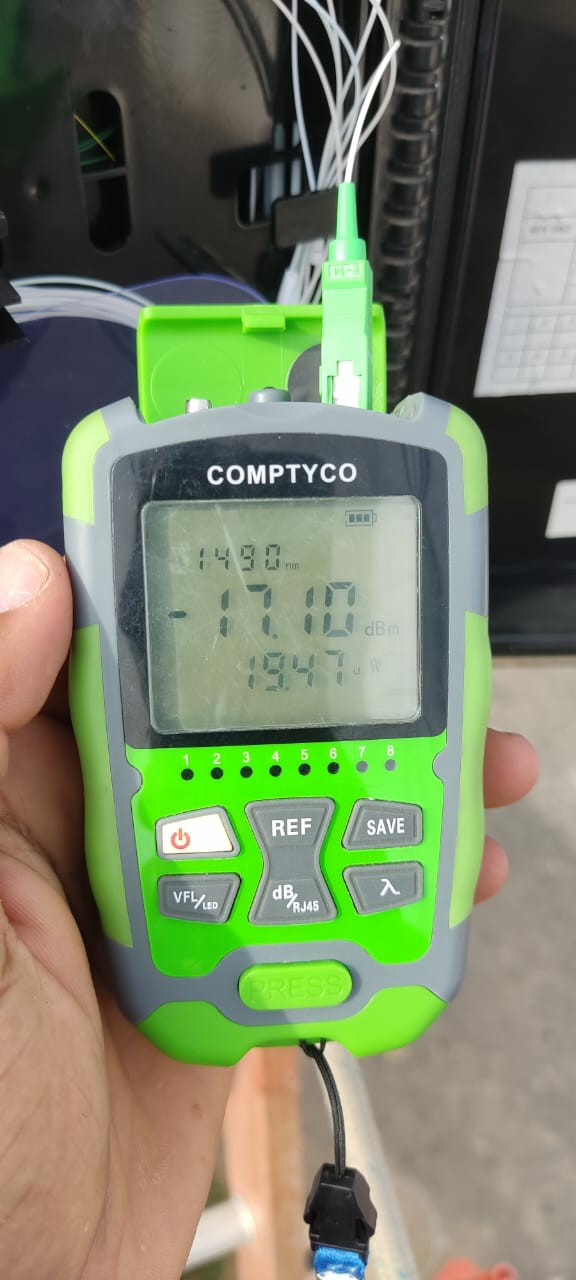 COMPTYCO
1490 nm
-17.10 dBm
19.47 u W
1 2 3 4 5 6 7 8
REF
SAVE
VFL/LED
dB/RJ45
λ
PRESS